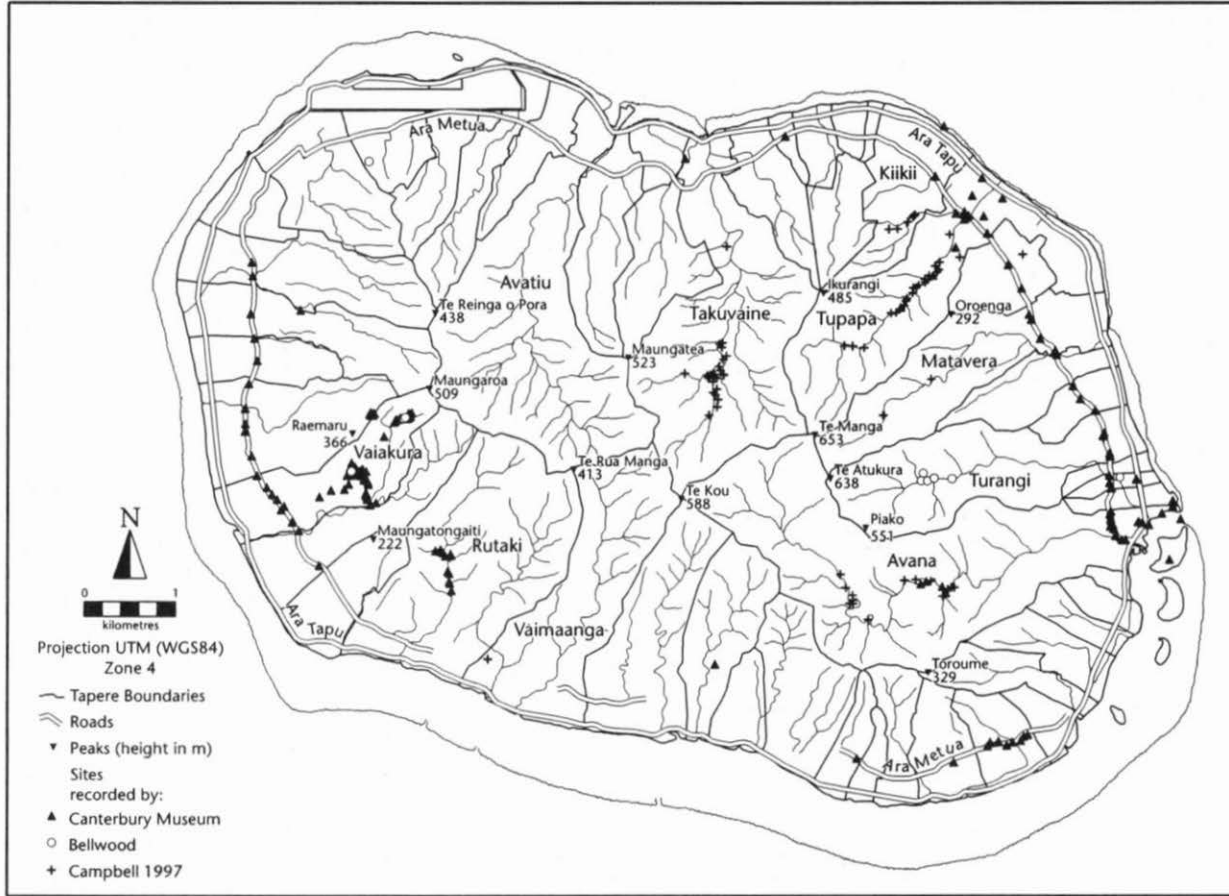 Ara Metua
Ara Tapu
Kiikii
Avatiu
Te Reinga o Pora
438
Takuvaine
Ikurangi
485
Tupapa
Oroenga
292
Maungatea
523
Matavera
Maungaroa
509
Raemaru
366
Vaiakura
Te Manga
653
Te Rua Manga
413
Te Atukura
638
Turangi
Te Kou
588
Piako
551
Maungatongaiti
222
Rutaki
Avana
Ara Tapu
Vaimaanga
Toroume
329
Ara Metua
N
0 1
kilometres
Projection UTM (WGS84)
Zone 4
Tapere Boundaries
Roads
Peaks (height in m)
Sites
recorded by:
Canterbury Museum
Bellwood
Campbell 1997